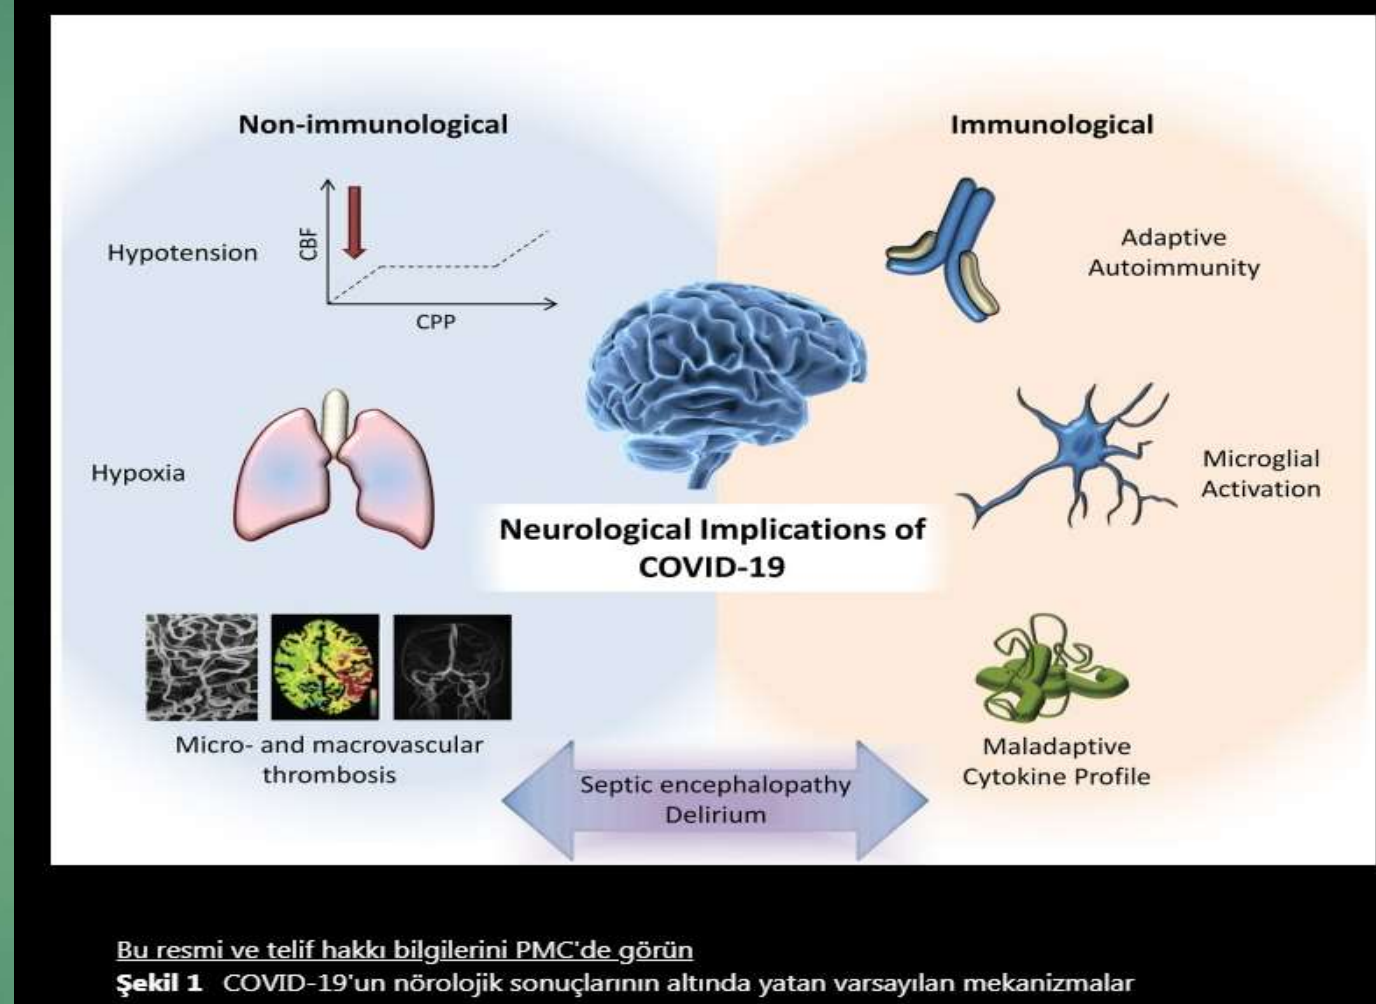 Non-immunological
Immunological
Hypotension
CBF
CPP
Adaptive
Autoimmunity
Hypoxia
Microglial
Activation
Neurological Implications of
COVID-19
Micro- and macrovascular
thrombosis
Maladaptive
Cytokine Profile
Septic encephalopathy
Delirium
Bu resmi ve telif hakkı bilgilerini PMC'de görün
Şekil 1 COVID-19'un nörolojik sonuçlarının altında yatan varsayılan mekanizmalar